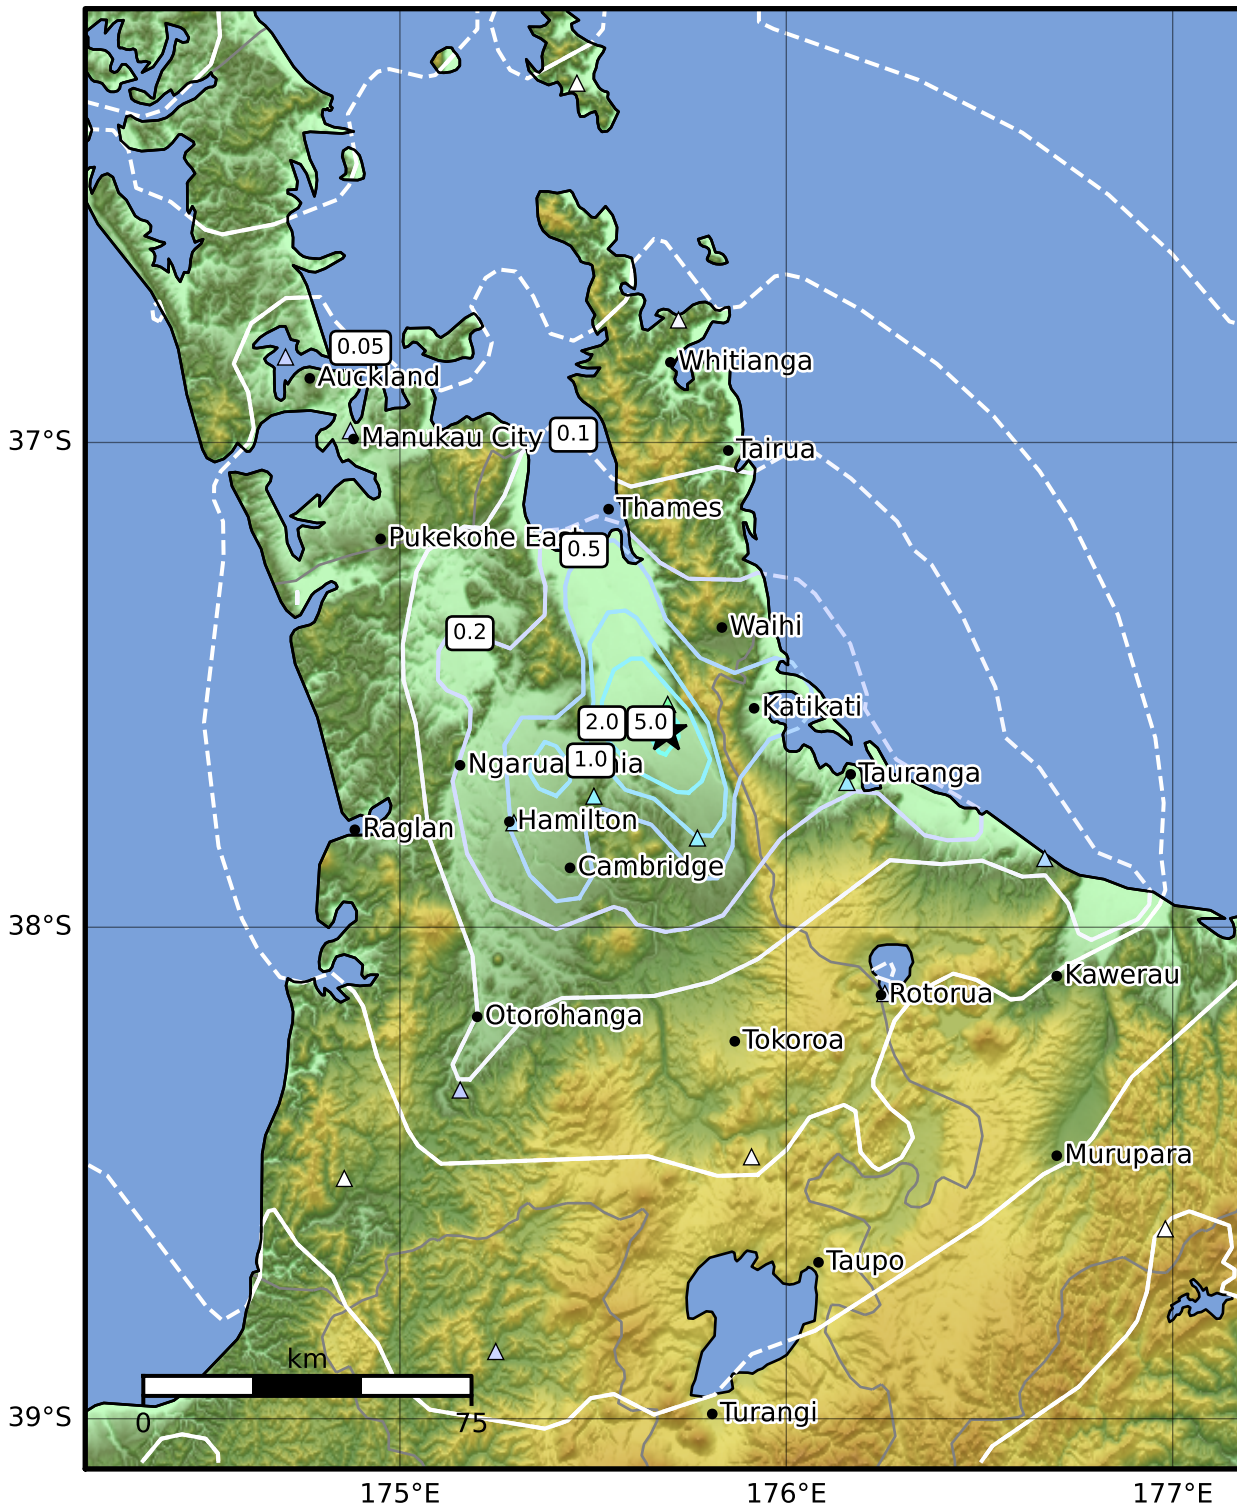 0.05
Auckland
Whitianga
37°S
Manukau City
0.1
Tairua
Thames
Pukekohe East
0.5
0.2
Waihi
Katikati
2.0
5.0
1.0
Tauranga
Raglan
Hamilton
Cambridge
38°S
Kawerau
Rotorua
Otorohanga
Tokoroa
Murupara
Taupo
km
0
75
39°S
Turangi
175°E
176°E
177°E